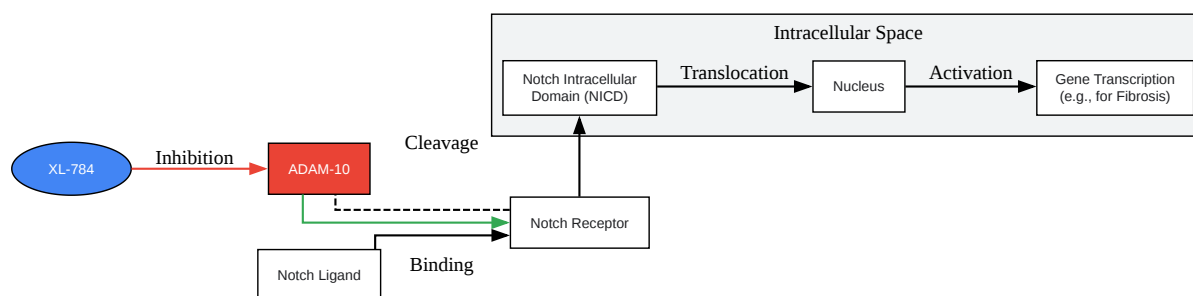 Intracellular Space
Notch Intracellular
Domain (NICD)
Translocation
Nucleus
Activation
Gene Transcription
(e.g., for Fibrosis)
Cleavage
XL-784
Inhibition
ADAM-10
Notch Receptor
Notch Ligand
Binding